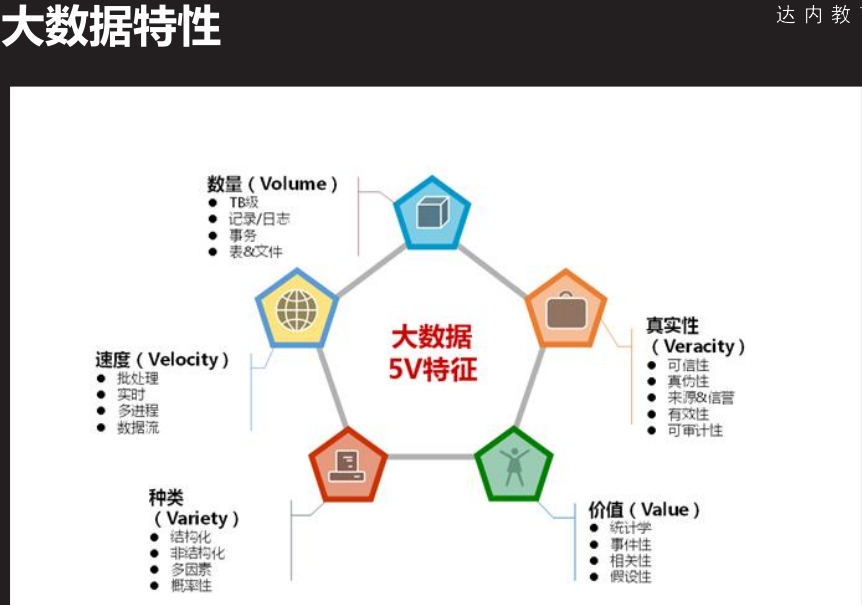 大数据特性
达内教
数量（Volume）
TB级
记录/日志
事务
表&文件
大数据
5V特征
真实性
（Veracity）
可信性
真伪性
来源&信誉
有效性
可审计性
速度（Velocity）
批处理
实时
多进程
数据流
种类
（Variety）
结构化
非结构化
多因素
概率性
价值（Value）
统计学
事件性
相关性
假设性